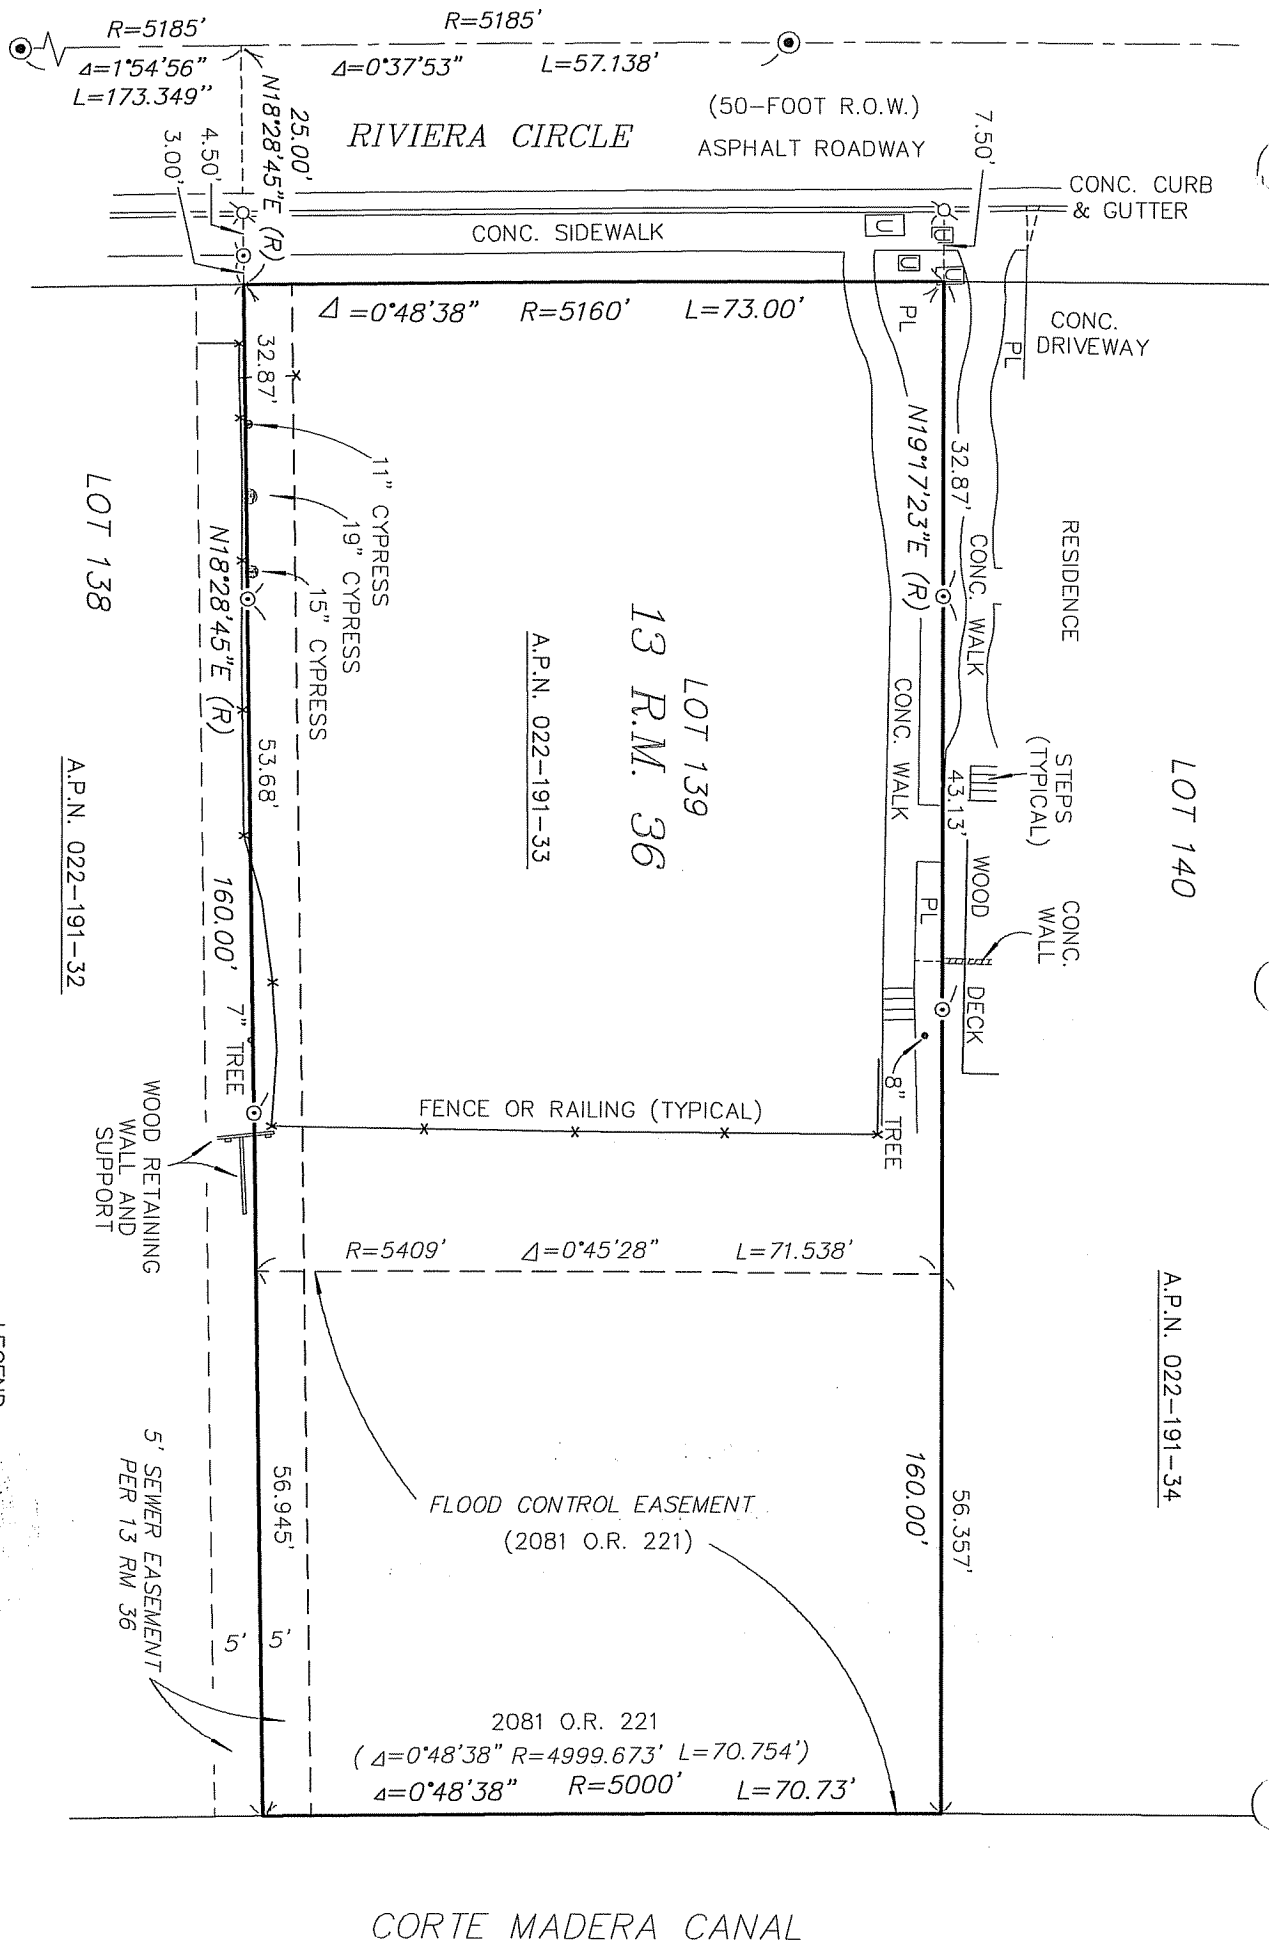 R=5185'
R=5185'
Δ=1°54'56"
Δ=0°37'53"
L=57.138'
L=173.349"
(50-FOOT R.O.W.)
RIVIERA CIRCLE
ASPHALT ROADWAY
25.00'
N18°28'45"E (R)
4.50'
3.00'
7.50'
CONC. CURB
& GUTTER
CONC. SIDEWALK
U
U
U
U
Δ=0°48'38"
R=5160'
L=73.00'
PL
PL
CONC.
DRIVEWAY
32.87'
N19°17'23"E (R)
32.87'
11" CYPRESS
19" CYPRESS
15" CYPRESS
LOT 138
N18°28'45"E (R)
RESIDENCE
CONC. WALK
CONC. WALK
LOT 139
13 R.M. 36
A.P.N. 022-191-33
STEPS
(TYPICAL)
43.13'
LOT 140
53.68'
A.P.N. 022-191-32
160.00'
WOOD
DECK
CONC.
WALL
PL
7" TREE
8" TREE
FENCE OR RAILING (TYPICAL)
WOOD RETAINING
WALL AND
SUPPORT
R=5409'
Δ=0°45'28"
L=71.538'
A.P.N. 022-191-34
160.00'
56.357'
56.945'
FLOOD CONTROL EASEMENT
(2081 O.R. 221)
5' SEWER EASEMENT
PER 13 RM 36
5'
5'
2081 O.R. 221
(Δ=0°48'38" R=4999.673' L=70.754')
Δ=0°48'38"
R=5000'
L=70.73'
CORTE MADERA CANAL